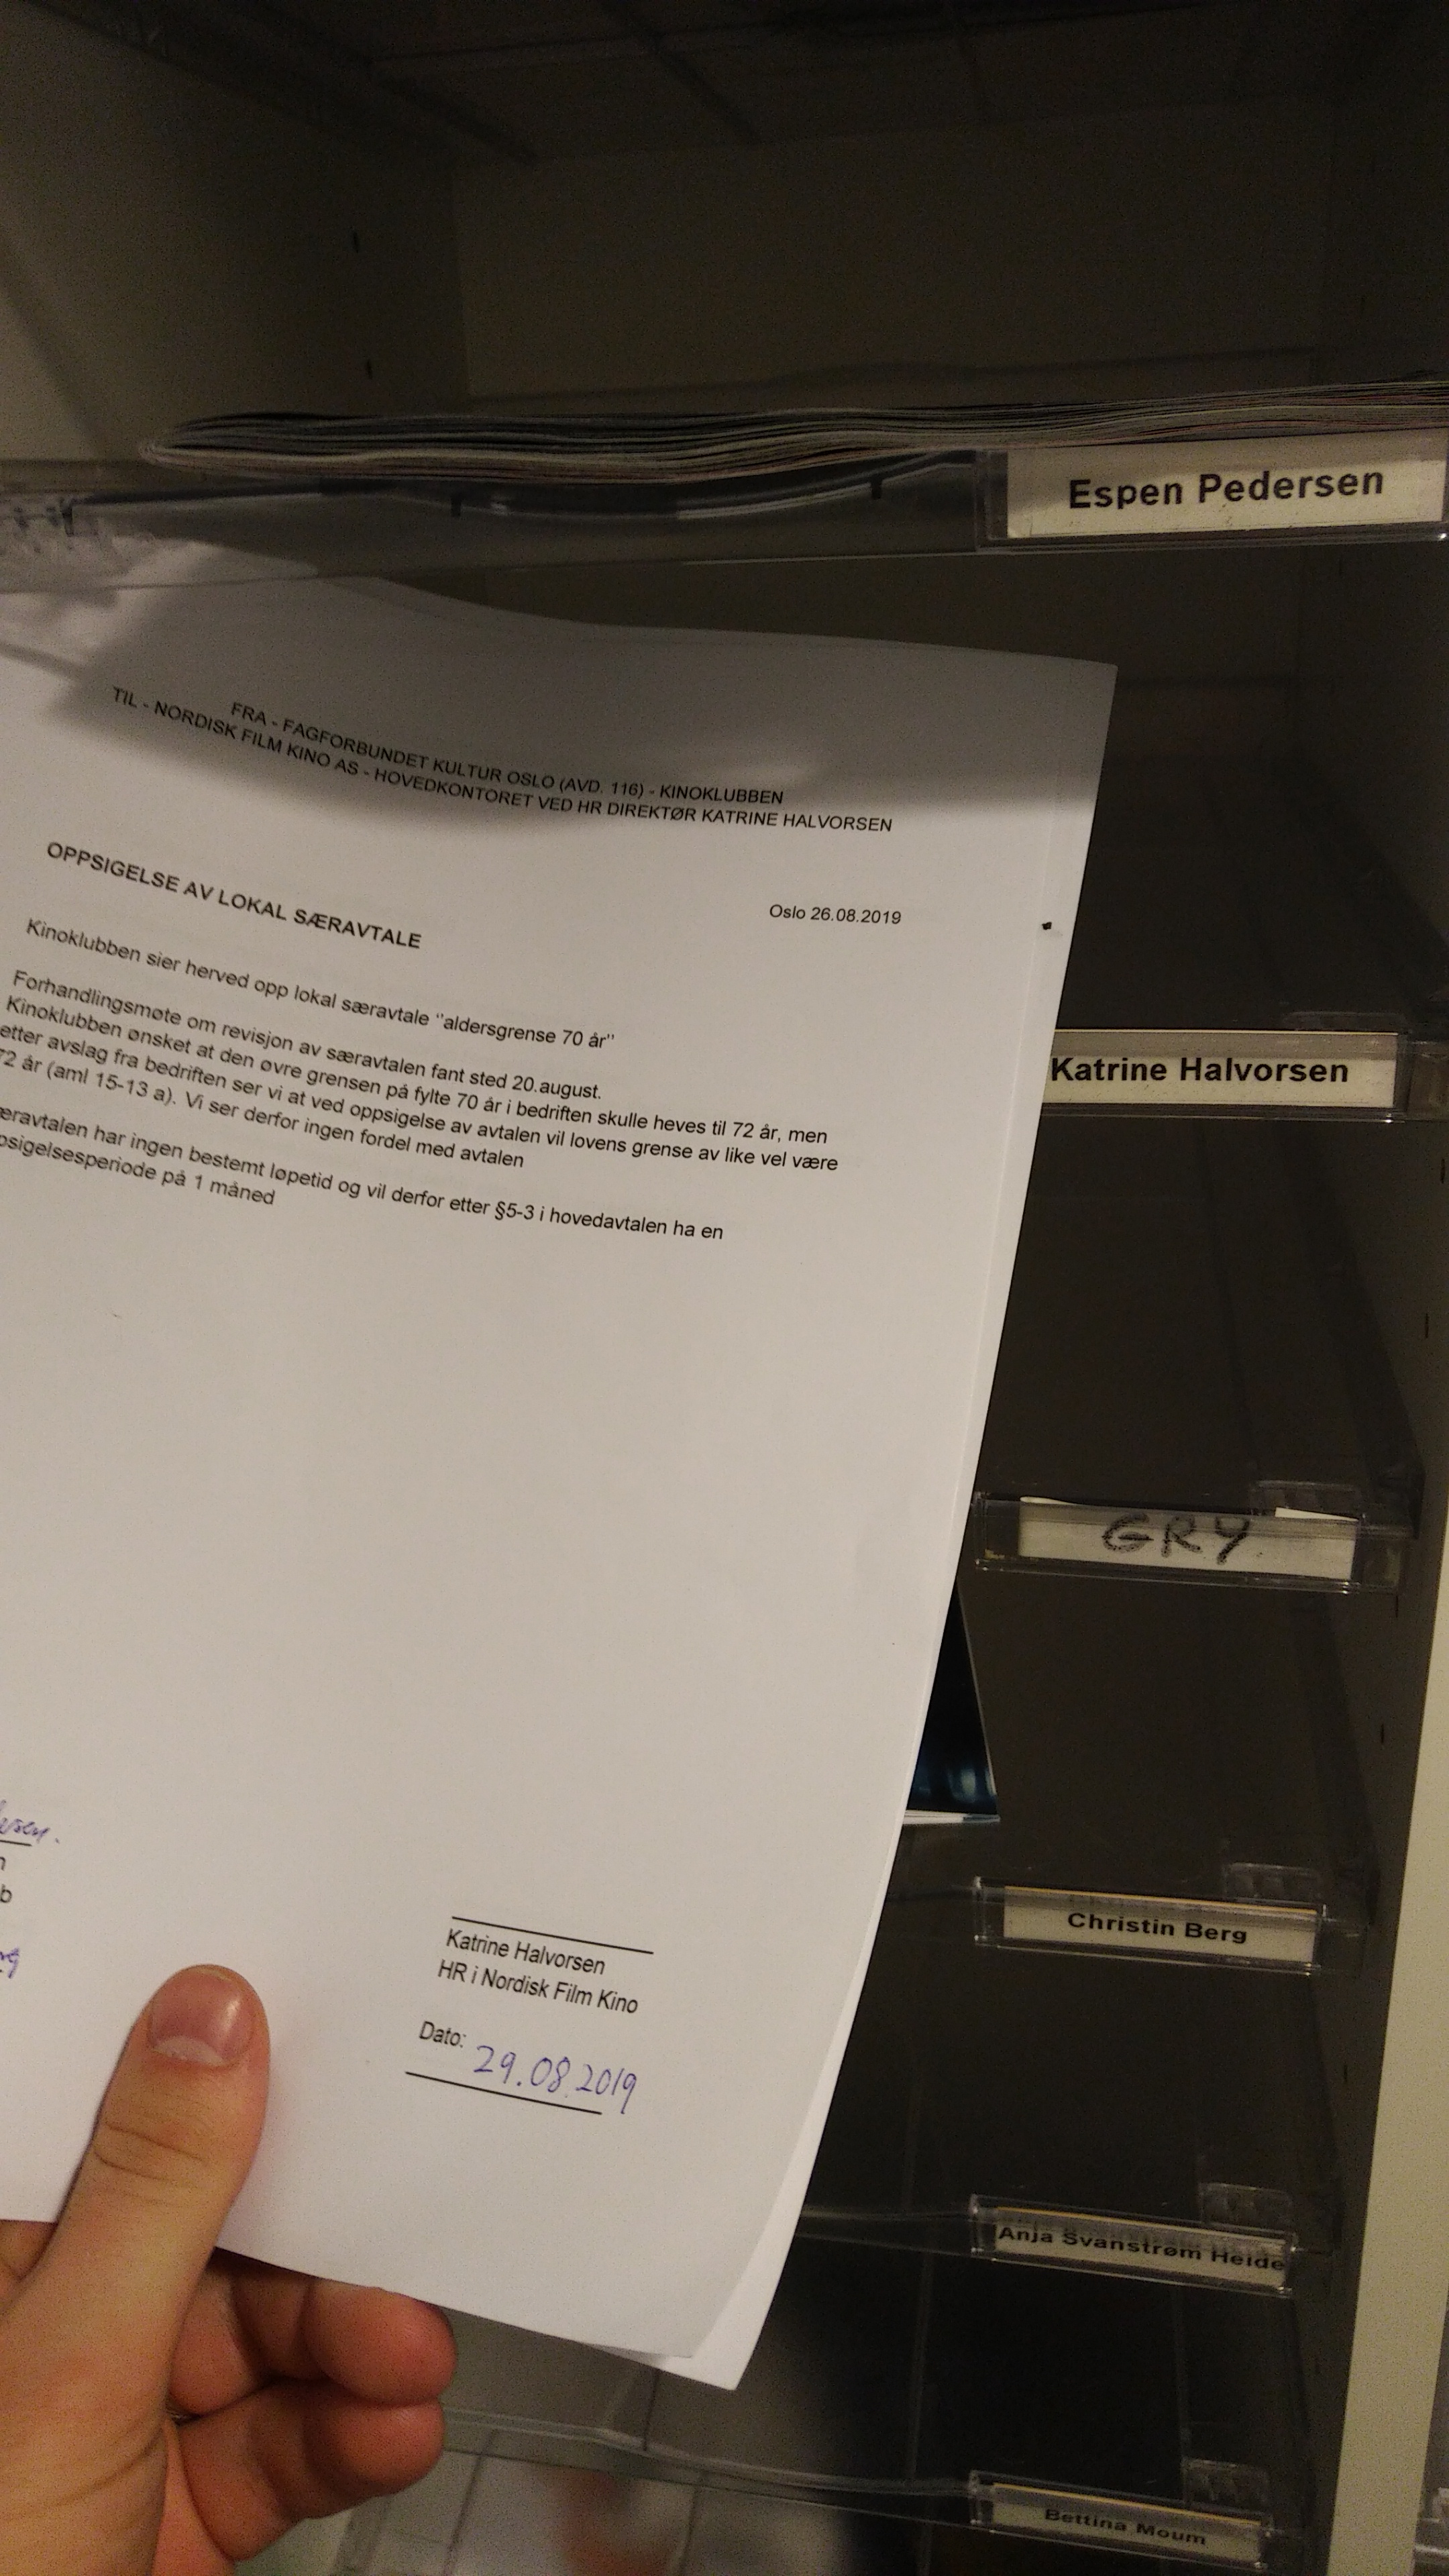 Espen Pedersen
FRA - FAGFORBUNDET KULTUR OSLO (AVD. 116) - KINOKLUBBEN
TIL - NORDISK FILM KINO AS - HOVEDKONTORET VED HR DIREKTØR KATRINE HALVORSEN
Oslo 26.08.2019
OPPSIGELSE AV LOKAL SÆRAVTALE
Kinoklubben sier herved opp lokal særavtale ''aldersgrense 70 år''
Forhandlingsmøte om revisjon av særavtalen fant sted 20.august.
Kinoklubben ønsket at den øvre grensen på fylte 70 år i bedriften skulle heves til 72 år, men
etter avslag fra bedriften ser vi at ved oppsigelse av avtalen vil lovens grense av like vel være
72 år (aml 15-13 a). Vi ser derfor ingen fordel med avtalen
æravtalen har ingen bestemt løpetid og vil derfor etter §5-3 i hovedavtalen ha en
psigelsesperiode på 1 måned
Katrine Halvorsen
HR i Nordisk Film Kino
Dato: 29.08.2019
Katrine Halvorsen
GRY
Christin Berg
Anja Svanstrøm Heide
Bettina Moum